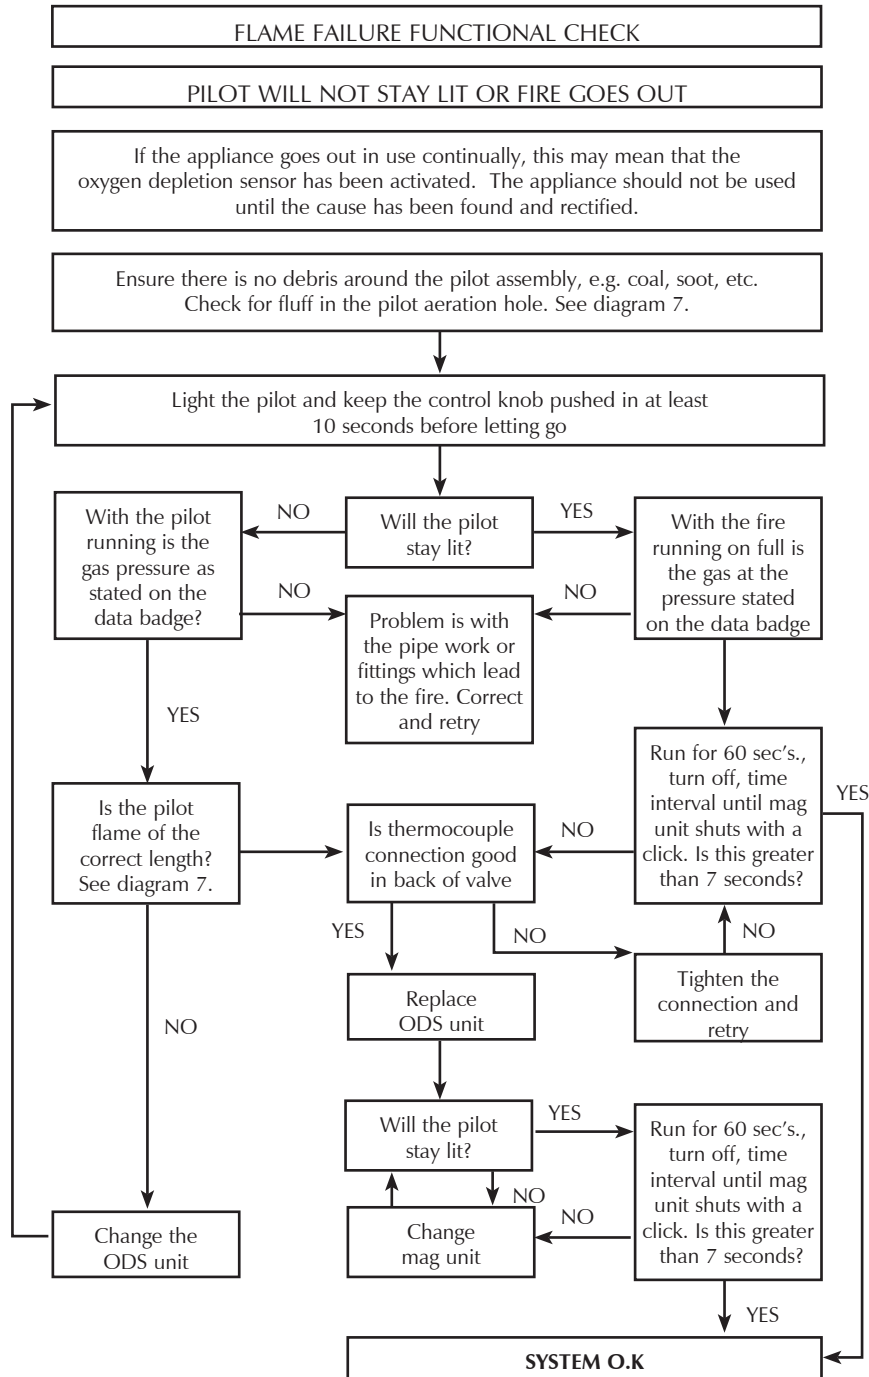 FLAME FAILURE FUNCTIONAL CHECK
PILOT WILL NOT STAY LIT OR FIRE GOES OUT
If the appliance goes out in use continually, this may mean that the
oxygen depletion sensor has been activated. The appliance should not be used
until the cause has been found and rectified.
Ensure there is no debris around the pilot assembly, e.g. coal, soot, etc.
Check for fluff in the pilot aeration hole. See diagram 7.
Light the pilot and keep the control knob pushed in at least
10 seconds before letting go
With the pilot
running is the
gas pressure as
stated on the
data badge?
NO
Will the pilot
stay lit?
YES
With the fire
running on full is
the gas at the
pressure stated
on the data badge
NO
Problem is with
the pipe work or
fittings which lead
to the fire. Correct
and retry
NO
YES
Is the pilot
flame of the
correct length?
See diagram 7.
Is thermocouple
connection good
in back of valve
NO
Run for 60 sec's.,
turn off, time
interval until mag
unit shuts with a
click. Is this greater
than 7 seconds?
YES
YES
NO
NO
Tighten the
connection and
retry
Replace
ODS unit
NO
Will the pilot
stay lit?
YES
Run for 60 sec's.,
turn off, time
interval until mag
unit shuts with a
click. Is this greater
than 7 seconds?
NO
NO
Change
mag unit
Change the
ODS unit
YES
SYSTEM O.K